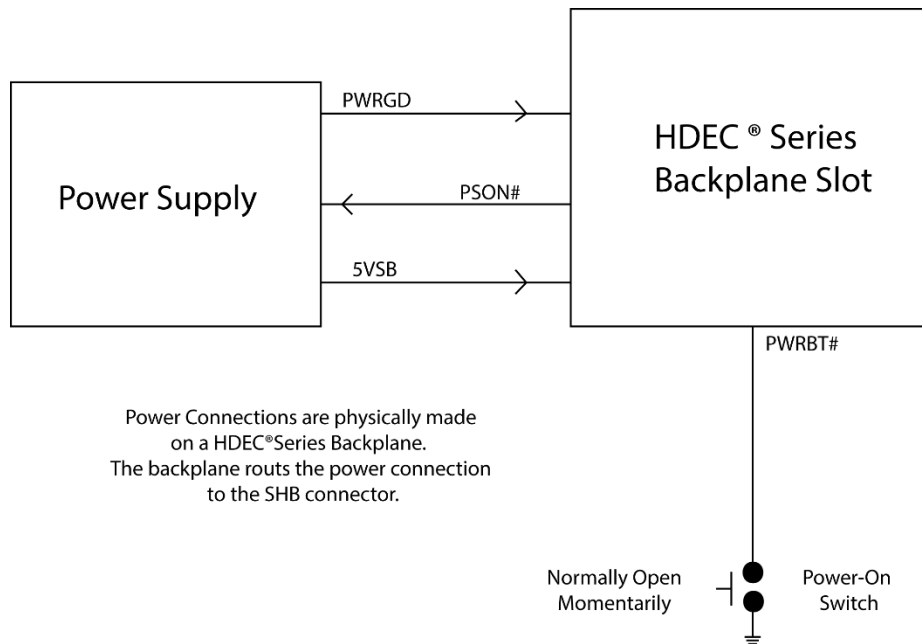 PWRGD
Power Supply
PSON#
5VSB
HDEC ® Series
Backplane Slot
PWRBT#
Power Connections are physically made
on a HDEC®Series Backplane.
The backplane routs the power connection
to the SHB connector.
Normally Open
Momentarily
Power-On
Switch